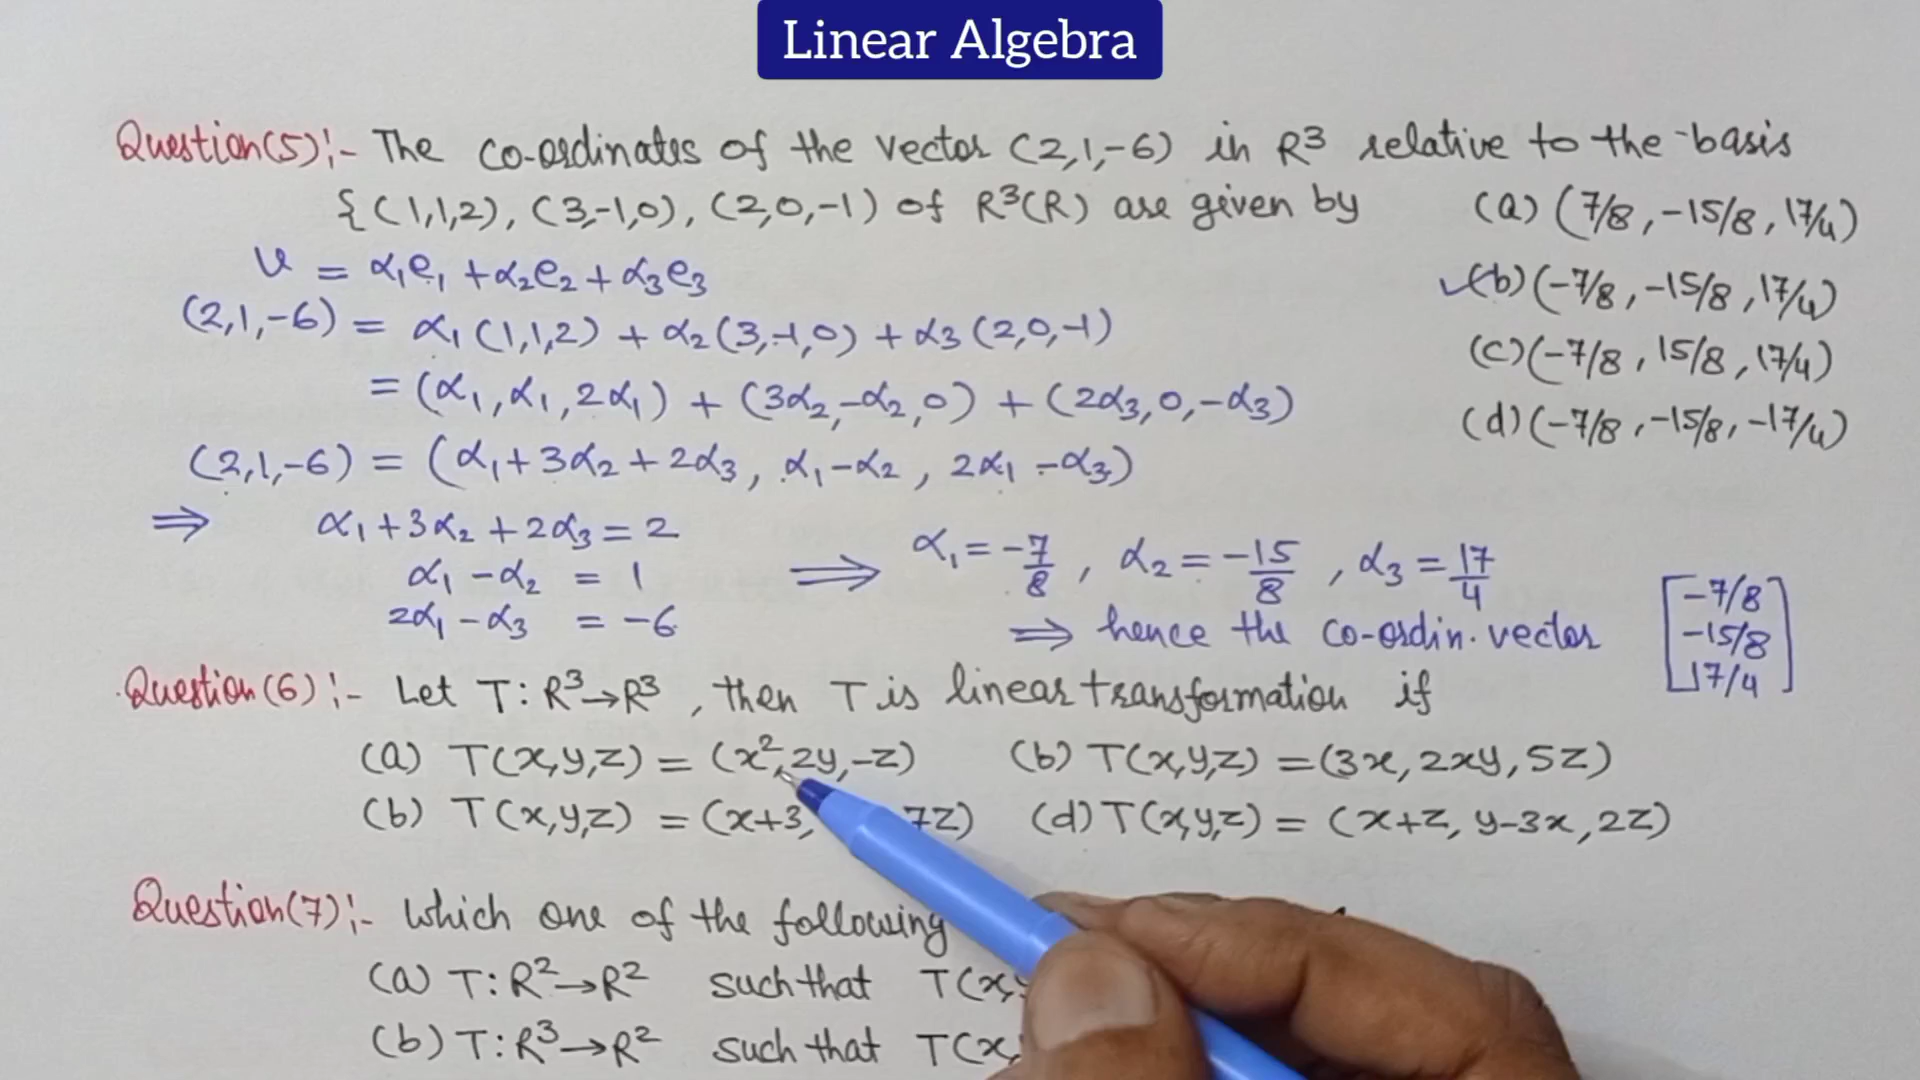 Linear Algebra
Question(5):- The co-ordinates of the vector (2,1,-6) in R³ relative to the basis
{(1,1,2), (3,-1,0), (2,0,-1) of R³(R) are given by
(a) (7/8, -15/8, 17/4)
(b) (-7/8, -15/8, 17/4)
(c) (-7/8, 15/8, 17/4)
(d) (-7/8, -15/8, -17/4)
v = α₁e₁ + α₂e₂ + α₃e₃
(2,1,-6) = α₁(1,1,2) + α₂(3,-1,0) + α₃(2,0,-1)
= (α₁, α₁, 2α₁) + (3α₂, -α₂, 0) + (2α₃, 0, -α₃)
(2,1,-6) = (α₁+3α₂+2α₃, α₁-α₂, 2α₁-α₃)
⇒ α₁+3α₂+2α₃ = 2
α₁-α₂ = 1
2α₁-α₃ = -6
⇒ α₁ = -7/8, α₂ = -15/8, α₃ = 17/4
⇒ hence the co-ordin. vector [-7/8
-15/8
17/4]
Question(6):- Let T: R³→R³, then T is linear transformation if
(a) T(x,y,z) = (x², 2y, -z) (b) T(x,y,z) = (3x, 2xy, 5z)
(b) T(x,y,z) = (x+3, 7z) (d) T(x,y,z) = (x+z, y-3x, 2z)
Question(7):- which one of the following
(a) T: R²→R² such that T(x,
(b) T: R³→R² such that T(x,